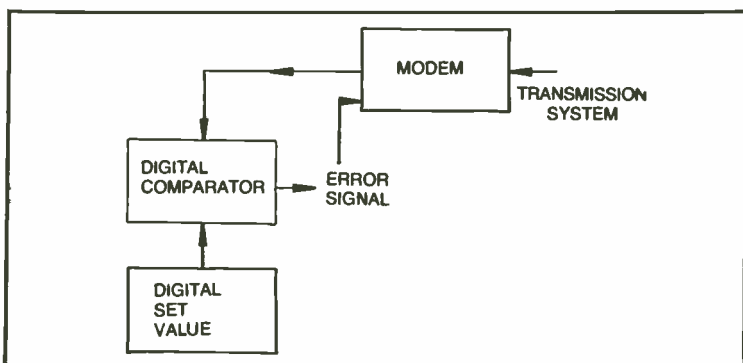 MODEM
TRANSMISSION
SYSTEM
DIGITAL
COMPARATOR
ERROR
SIGNAL
DIGITAL
SET
VALUE